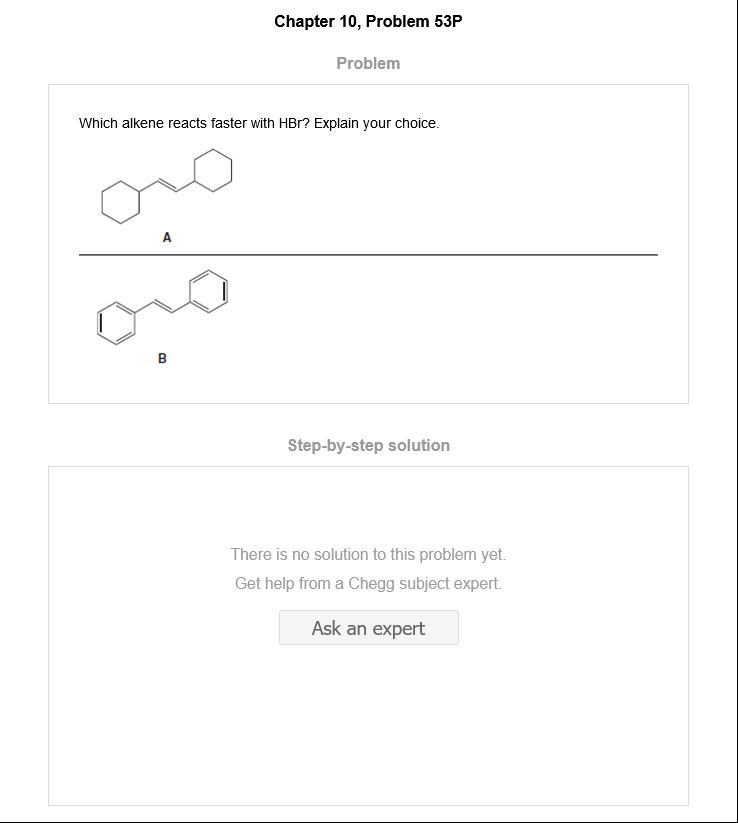 Chapter 10, Problem 53P
Problem
Which alkene reacts faster with HBr? Explain your choice.
A
B
Step-by-step solution
There is no solution to this problem yet.
Get help from a Chegg subject expert.
Ask an expert